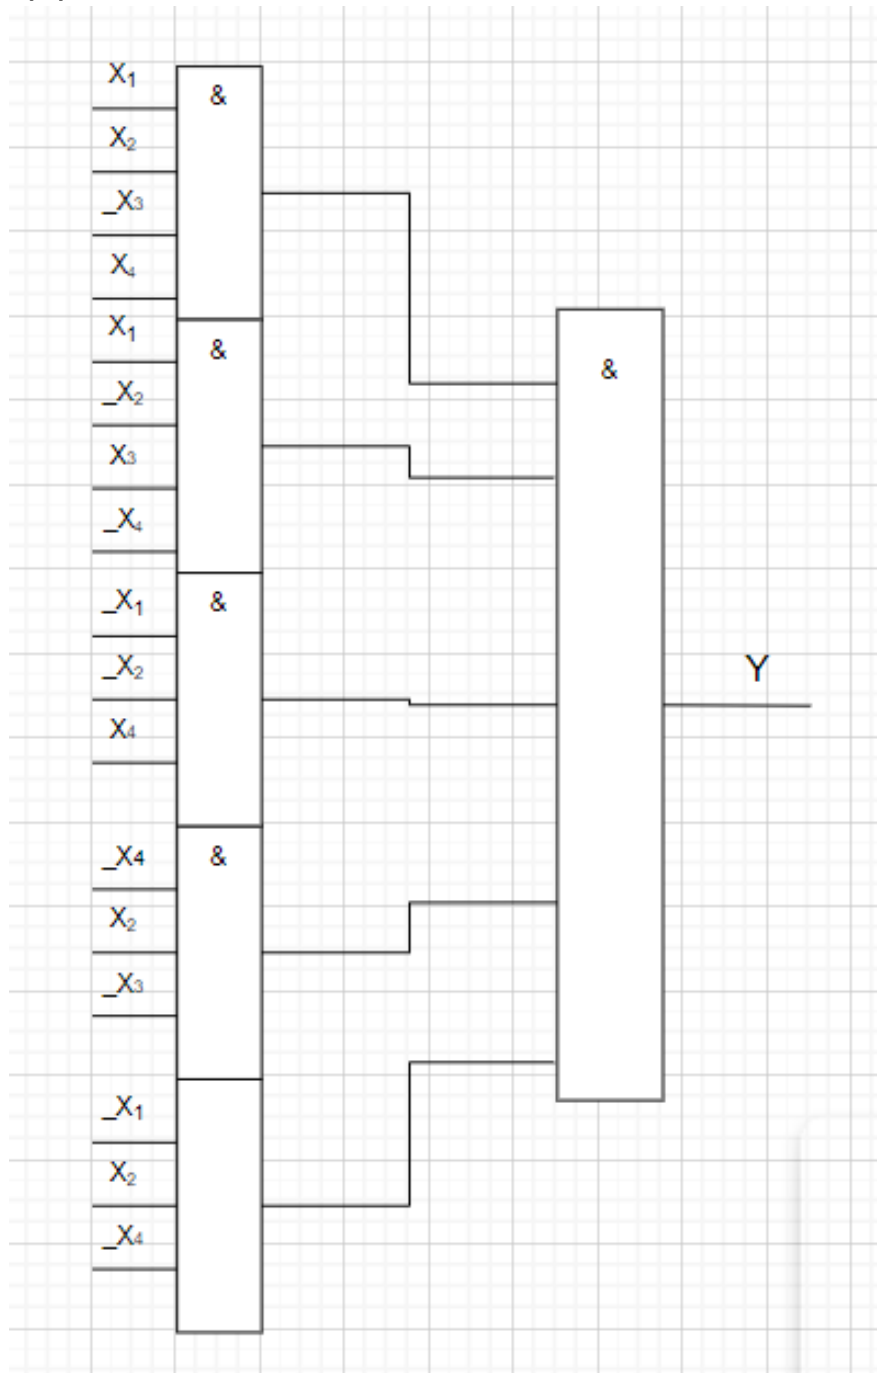 X₁
&
X₂
_X₃
X₄
X₁
&
_X₂
X₃
_X₄
&
_X₁
&
_X₂
Y
X₄
_X4
&
X₂
_X₃
_X₁
X₂
_X₄